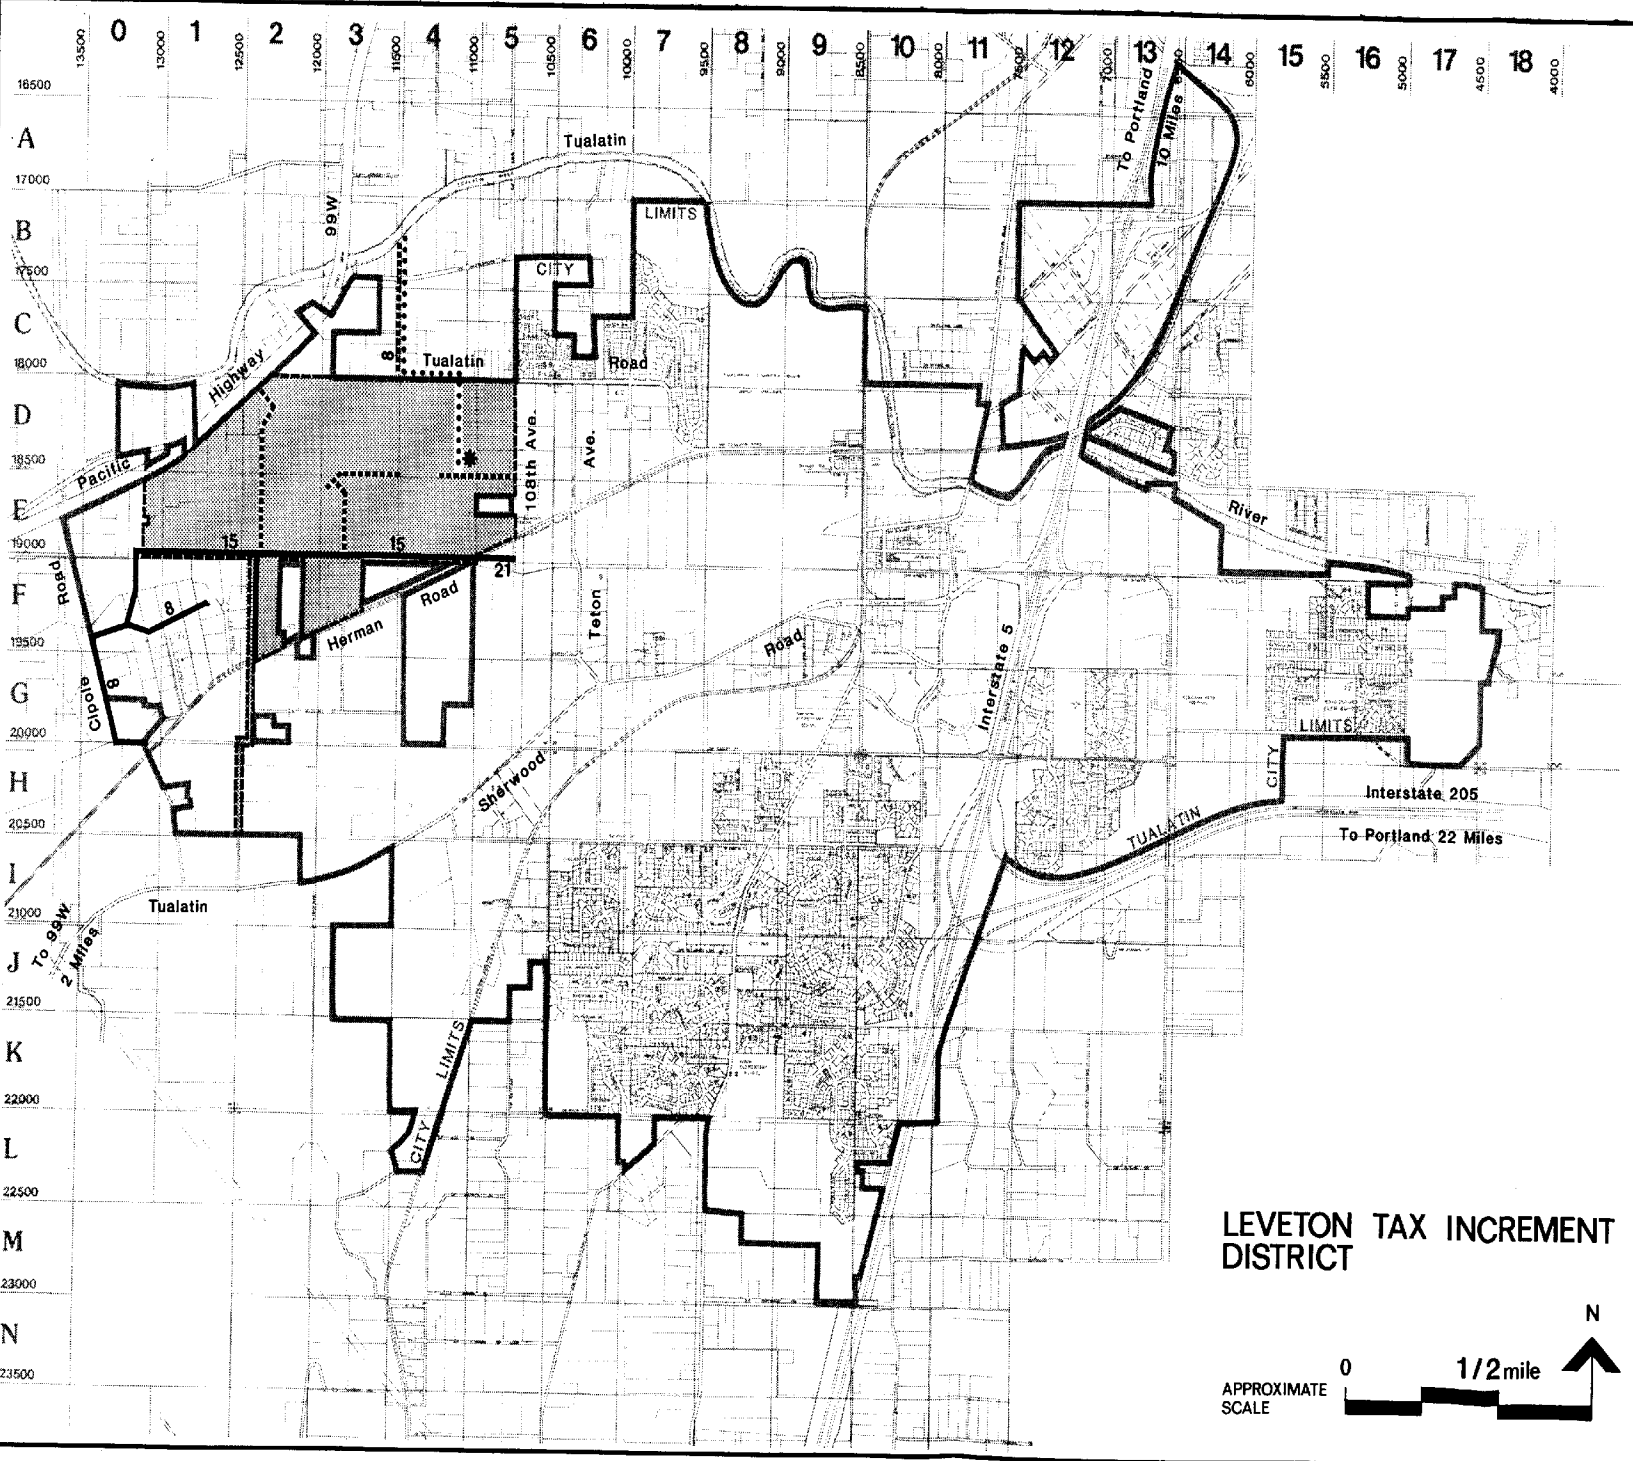 0 1 2 3 4 5 6 7 8 9 10 11 12 13 14 15 16 17 18
13500 13000 12500 12000 11500 11000 10500 10000 9500 9000 8500 8000 7500 7000 6000 5500 5000 4500 4000
16500
A
17000
B
17500
C
18000
D
18500
E
19000
F
19500
G
20000
H
20500
I
21000
J
21500
K
22000
L
22500
M
23000
N
23500
Tualatin
To Portland
10 Miles
99W
LIMITS
CITY
8
Tualatin
Road
Highway
Pacific
108th Ave.
Ave.
*
River
15
15
21
Road
8
Road
Herman
Teton
Road
Interstate 5
8
Cipole
LIMITS
CITY
Sherwood
Interstate 205
TUALATIN
To Portland 22 Miles
Tualatin
To 99W
2 Miles
LIMITS
CITY
LEVETON TAX INCREMENT
DISTRICT
N
0 1/2 mile
APPROXIMATE
SCALE